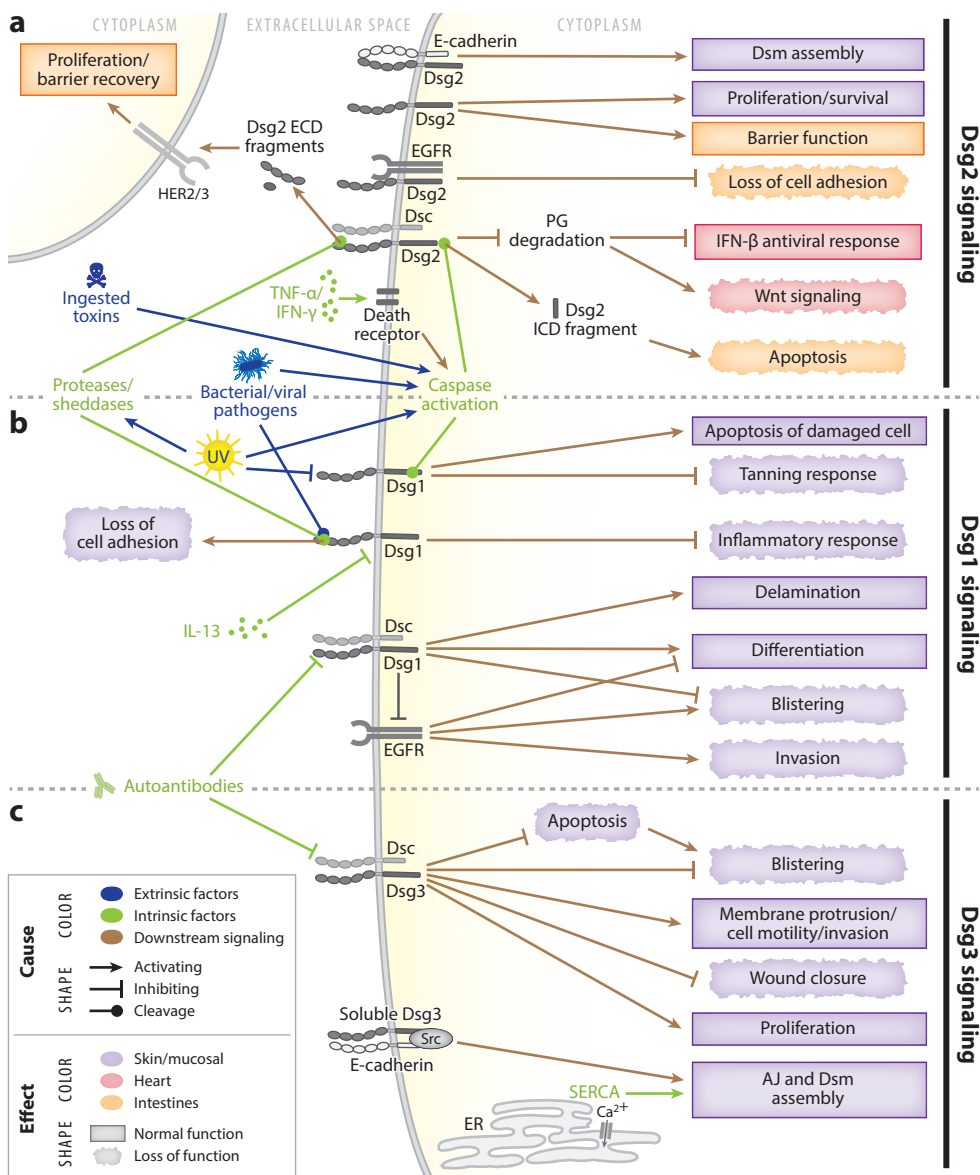 a
CYTOPLASM
EXTRACELLULAR SPACE
CYTOPLASM
Proliferation/
barrier recovery
E-cadherin
Dsg2
Dsm assembly
Dsg2
Proliferation/survival
Barrier function
Dsg2 ECD
fragments
HER2/3
EGFR
Dsg2
Loss of cell adhesion
Dsc
Dsg2
PG
degradation
IFN-β antiviral response
Wnt signaling
Ingested
toxins
TNF-α/
IFN-γ
Death
receptor
Dsg2
ICD fragment
Apoptosis
Dsg2 signaling
Proteases/
sheddases
Bacterial/viral
pathogens
Caspase
activation
b
UV
Dsg1
Apoptosis of damaged cell
Tanning response
Loss of
cell adhesion
Dsg1
Inflammatory response
IL-13
Dsc
Dsg1
Delamination
Differentiation
Blistering
EGFR
Invasion
Dsg1 signaling
Autoantibodies
c
Apoptosis
Dsc
Dsg3
Blistering
Membrane protrusion/
cell motility/invasion
Wound closure
Proliferation
Soluble Dsg3
Src
E-cadherin
SERCA
AJ and Dsm
assembly
ER
Ca2+
Dsg3 signaling
Cause
COLOR
Extrinsic factors
Intrinsic factors
Downstream signaling
SHAPE
Activating
Inhibiting
Cleavage
Effect
COLOR
Skin/mucosal
Heart
Intestines
SHAPE
Normal function
Loss of function